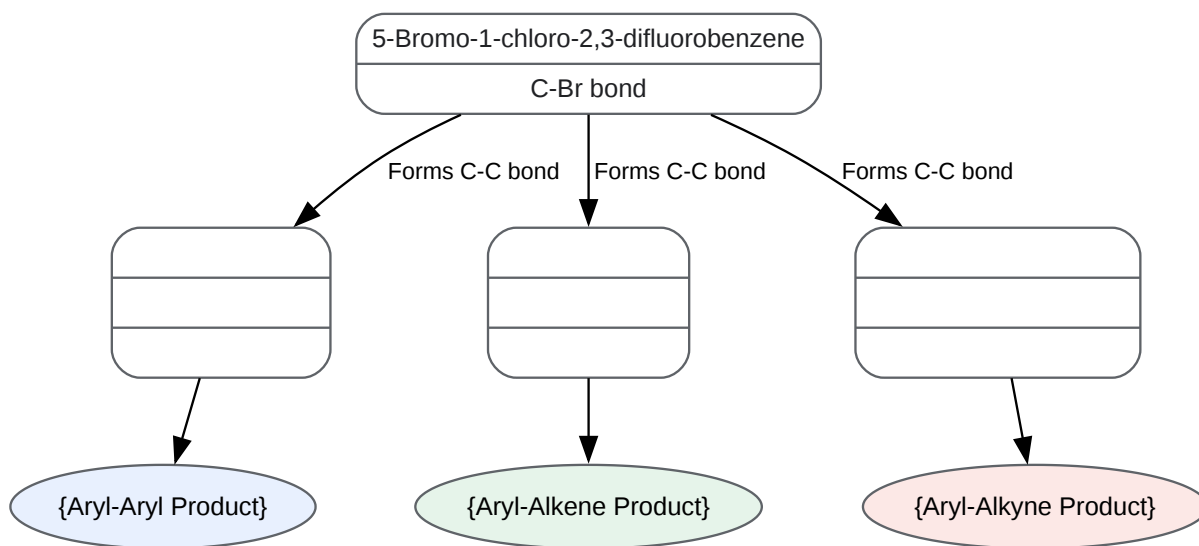 5-Bromo-1-chloro-2,3-difluorobenzene
C-Br bond
Forms C-C bond
Forms C-C bond
Forms C-C bond
{Aryl-Aryl Product}
{Aryl-Alkene Product}
{Aryl-Alkyne Product}